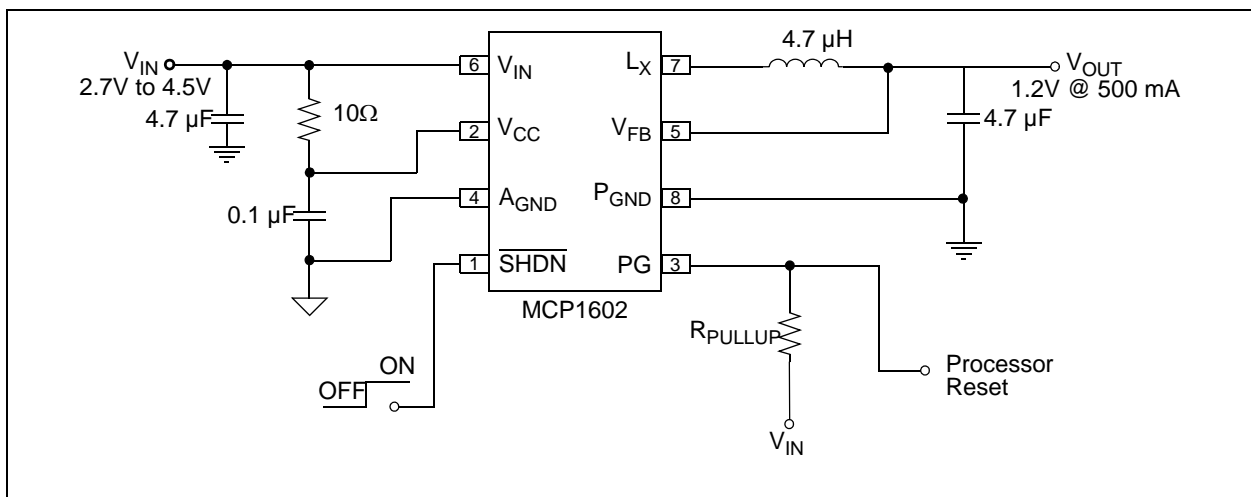 V_IN
2.7V to 4.5V
4.7 µF
10Ω
0.1 µF
6 V_IN
2 V_CC
4 A_GND
1 SHDN
L_X 7
V_FB 5
P_GND 8
PG 3
MCP1602
4.7 µH
V_OUT
1.2V @ 500 mA
4.7 µF
OFF ON
R_PULLUP
V_IN
Processor
Reset